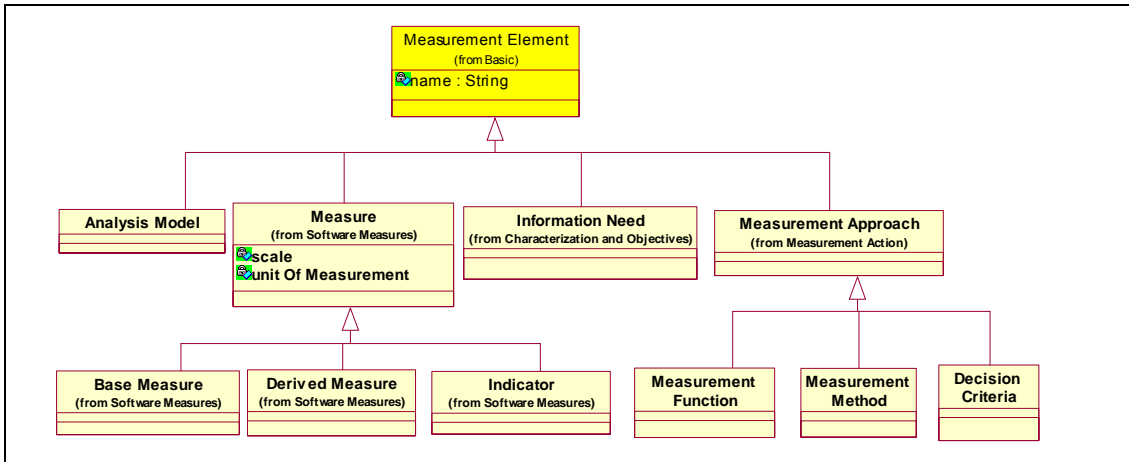 Measurement Element
(from Basic)
name : String
Analysis Model
Measure
(from Software Measures)
scale
unit Of Measurement
Information Need
(from Characterization and Objectives)
Measurement Approach
(from Measurement Action)
Base Measure
(from Software Measures)
Derived Measure
(from Software Measures)
Indicator
(from Software Measures)
Measurement
Function
Measurement
Method
Decision
Criteria